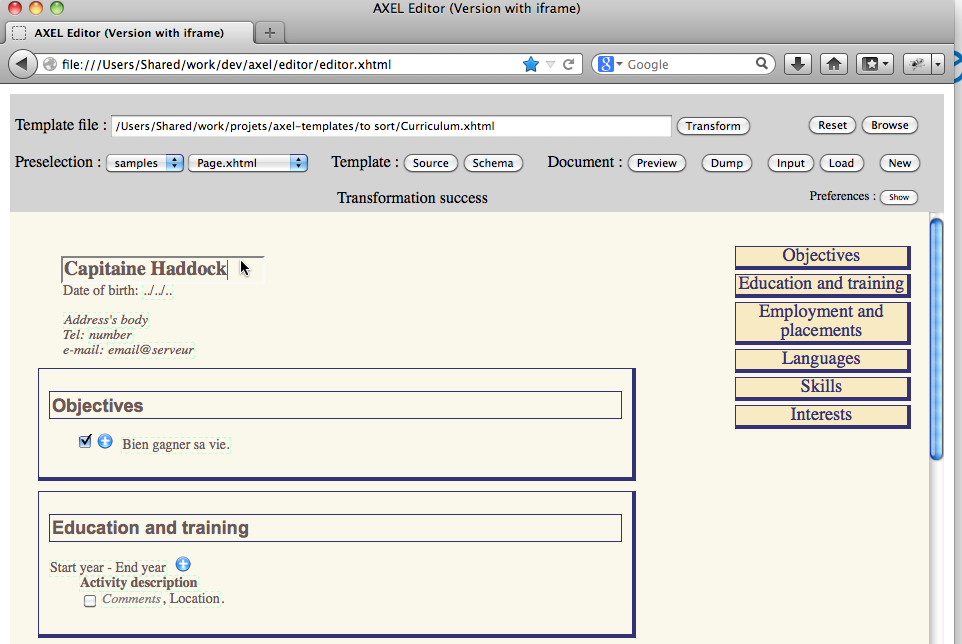 AXEL Editor (Version with iframe)
AXEL Editor (Version with iframe)
file:///Users/Shared/work/dev/axel/editor/editor.xhtml
Google
Template file : /Users/Shared/work/projets/axel-templates/to sort/Curriculum.xhtml Transform Reset Browse
Preselection : samples Page.xhtml Template : Source Schema Document : Preview Dump Input Load New
Transformation success Preferences : Show
Capitaine Haddock
Date of birth: ../../..
Address's body
Tel: number
e-mail: email@serveur
Objectives
Bien gagner sa vie.
Education and training
Start year - End year
Activity description
Comments, Location.
Objectives
Education and training
Employment and
placements
Languages
Skills
Interests